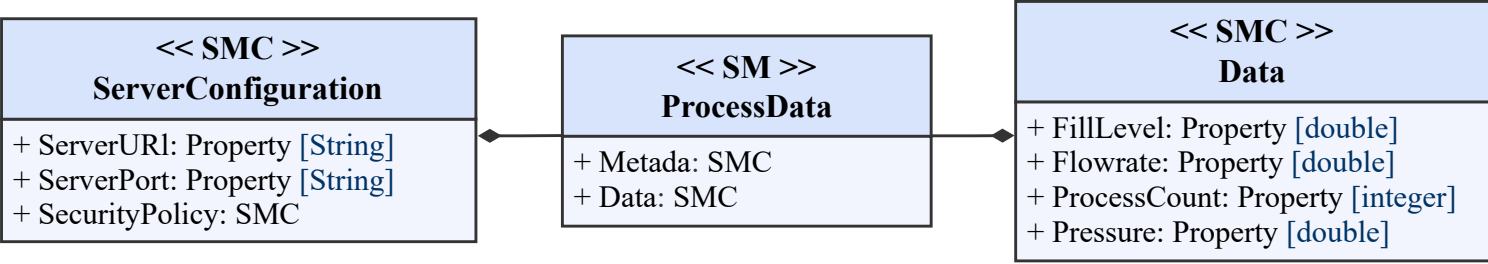 << SMC >>
ServerConfiguration
+ ServerURl: Property [String]
+ ServerPort: Property [String]
+ SecurityPolicy: SMC
<< SM >>
ProcessData
+ Metada: SMC
+ Data: SMC
<< SMC >>
Data
+ FillLevel: Property [double]
+ Flowrate: Property [double]
+ ProcessCount: Property [integer]
+ Pressure: Property [double]